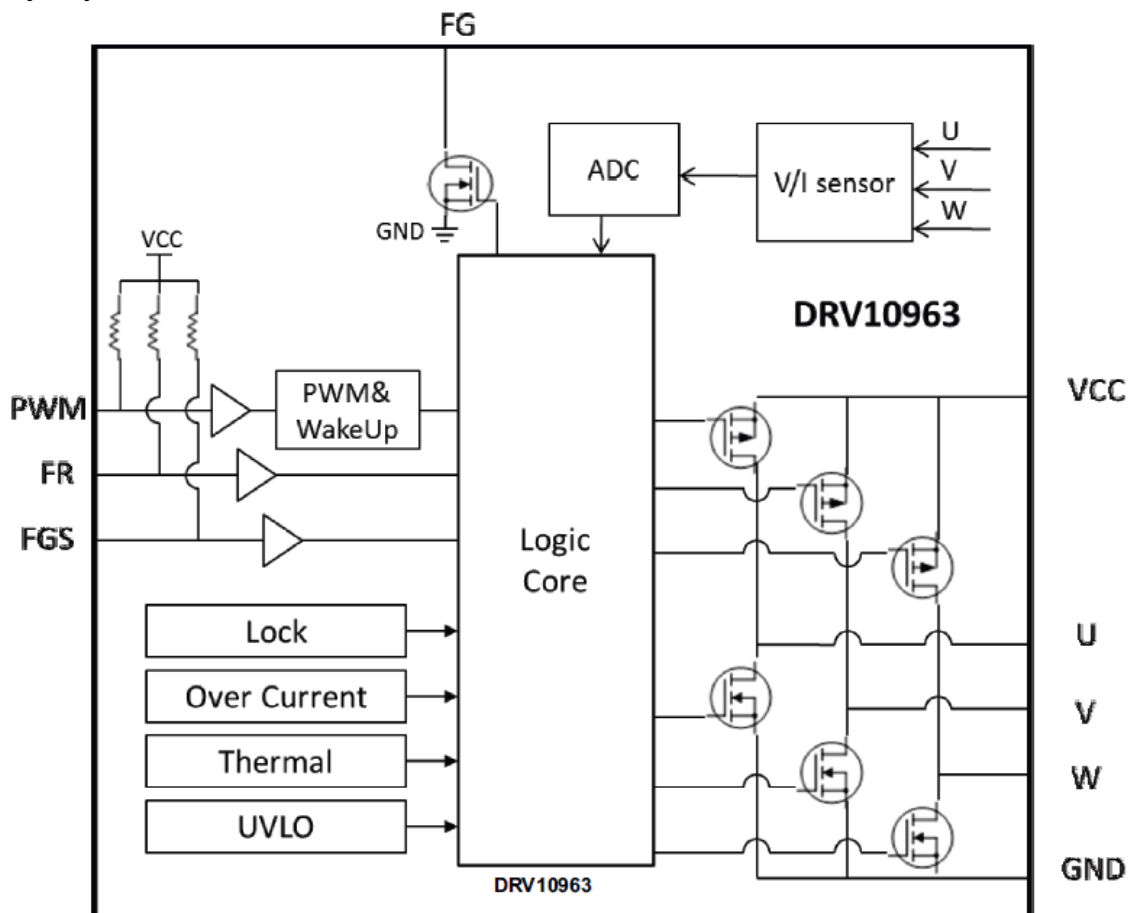 FG
U
V
W
ADC
V/I sensor
GND
VCC
DRV10963
PWM
PWM&
WakeUp
VCC
FR
FGS
Logic
Core
Lock
U
Over Current
V
Thermal
W
UVLO
GND
DRV10963